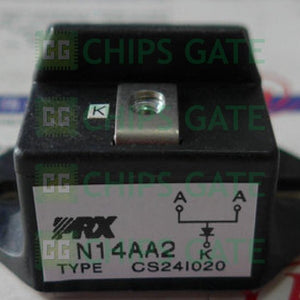 CHIPS GATE
K
CHIPS GATE
PRX
A A
N14AA2
K
TYPE CS241020
CHIPS GATE